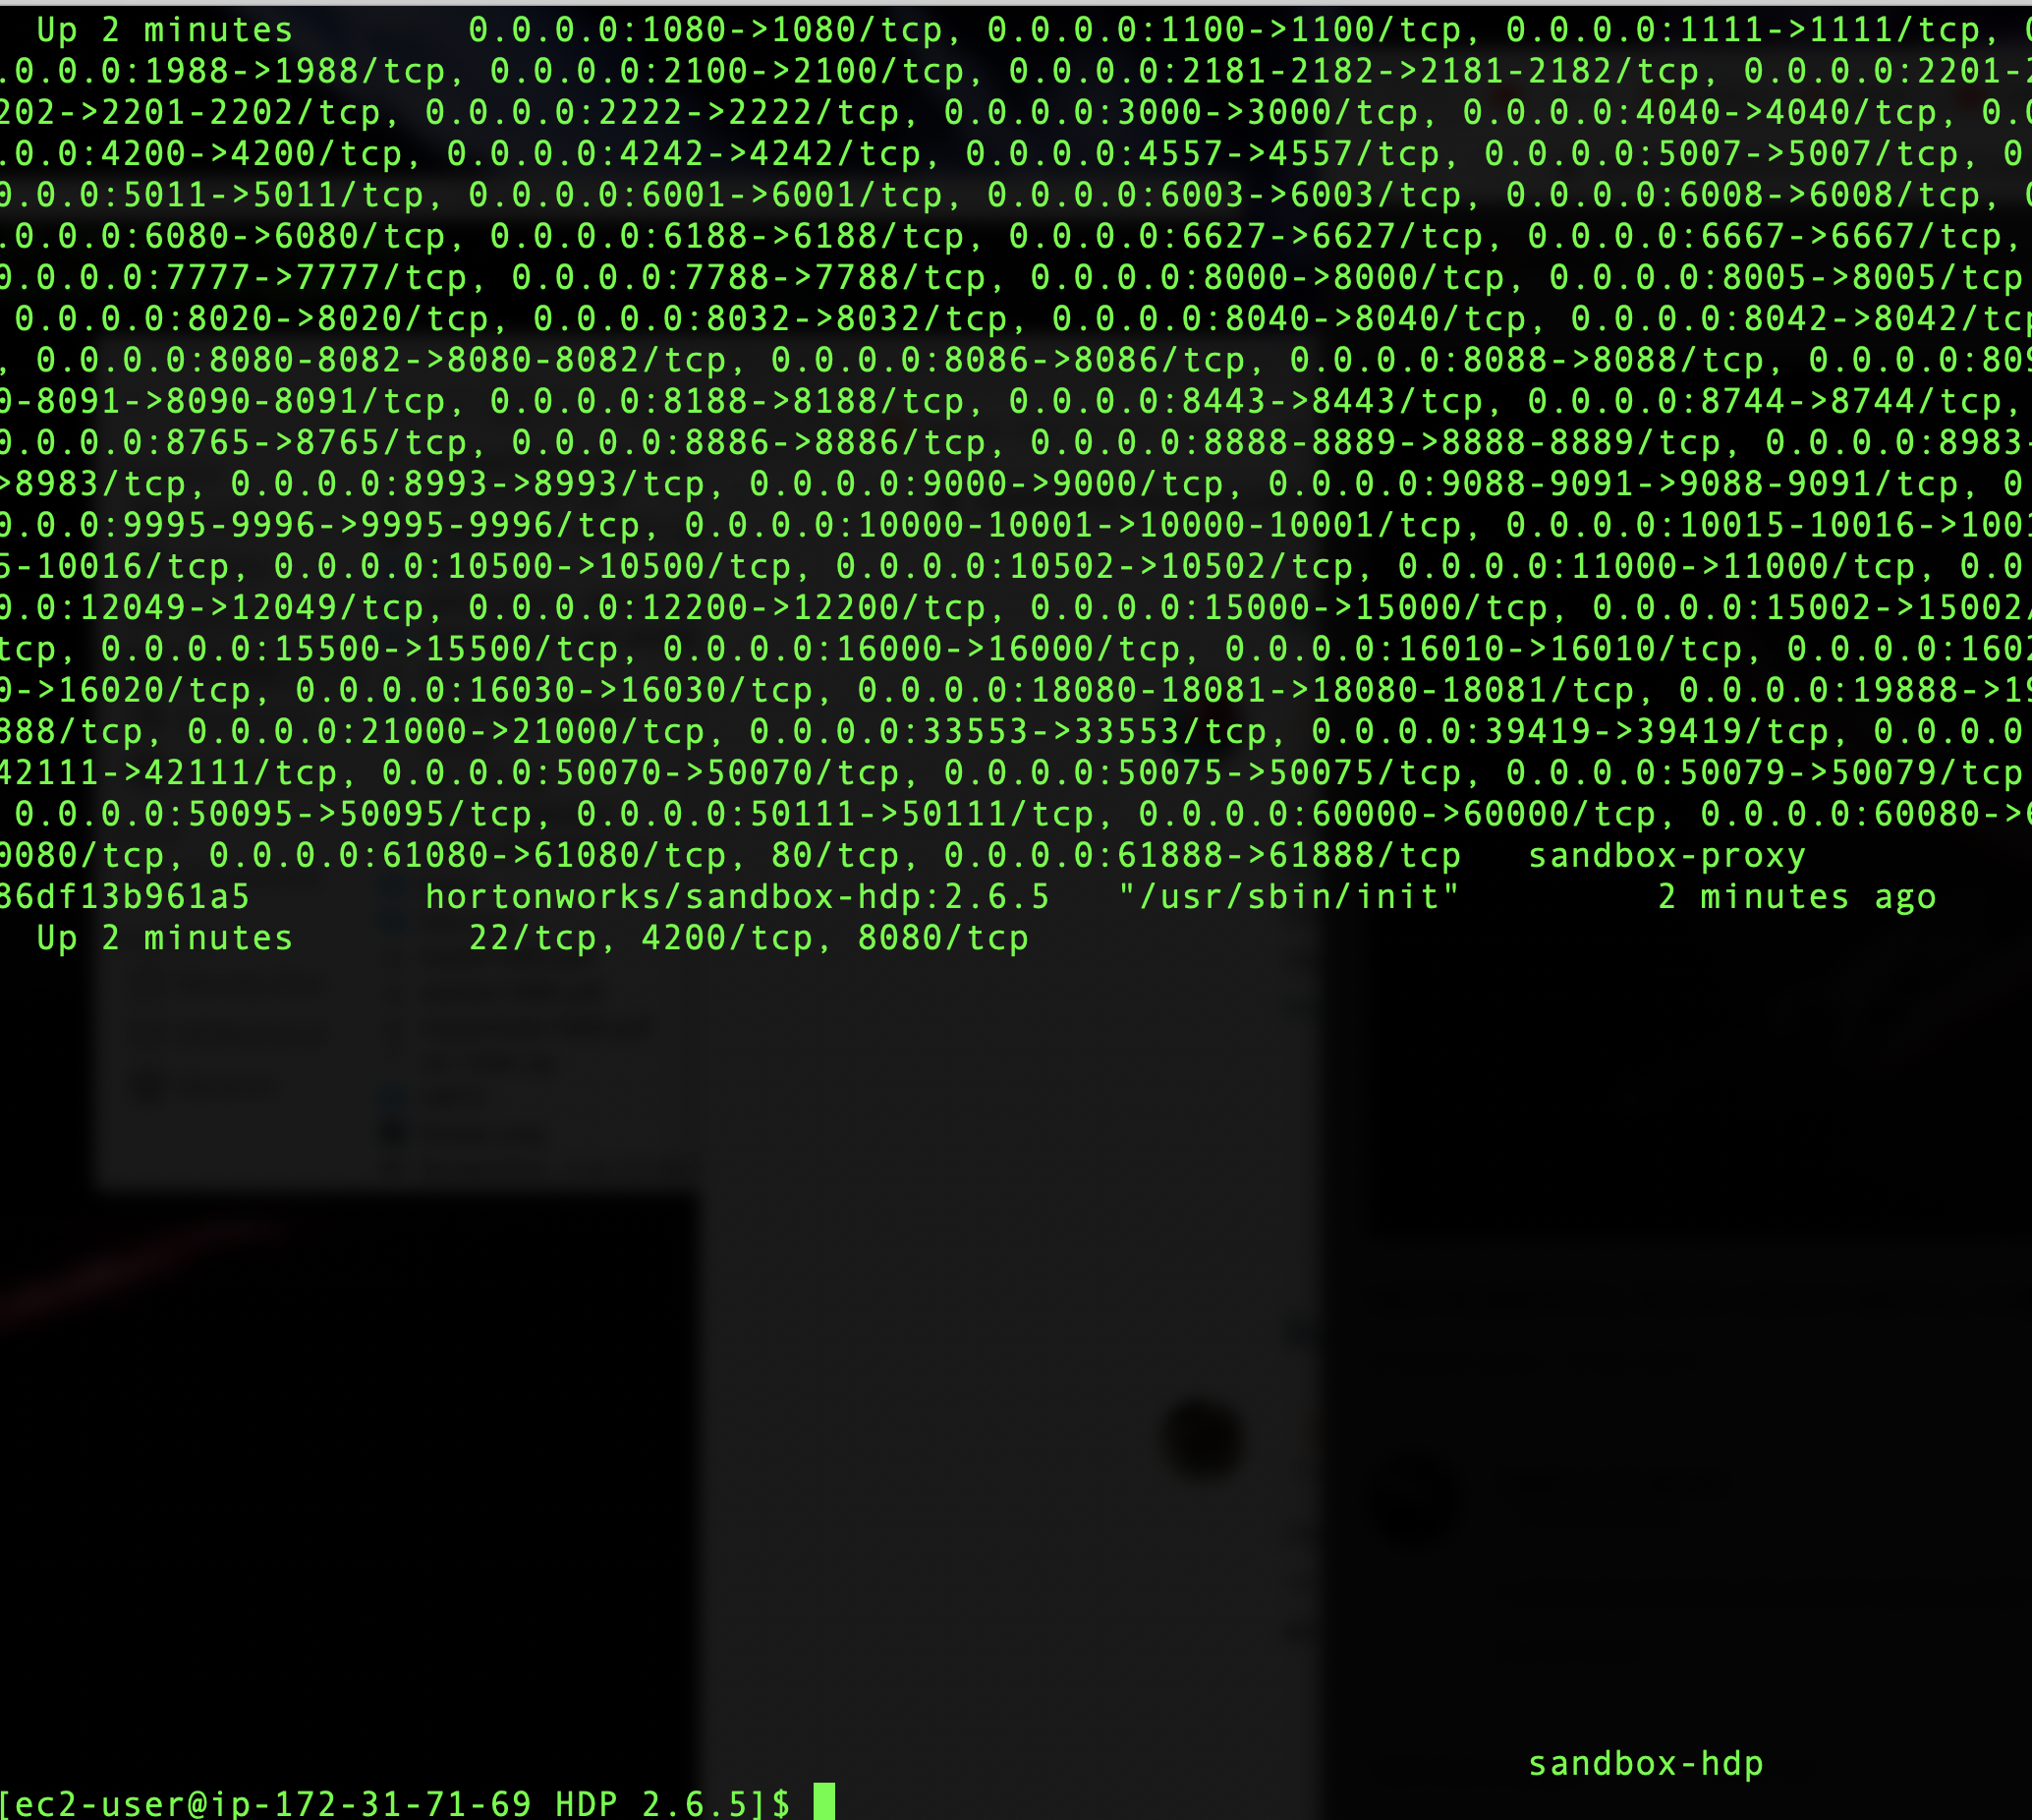 Up 2 minutes 0.0.0.0:1080->1080/tcp, 0.0.0.0:1100->1100/tcp, 0.0.0.0:1111->1111/tcp, 0
.0.0.0:1988->1988/tcp, 0.0.0.0:2100->2100/tcp, 0.0.0.0:2181-2182->2181-2182/tcp, 0.0.0.0:2201-2
202->2201-2202/tcp, 0.0.0.0:2222->2222/tcp, 0.0.0.0:3000->3000/tcp, 0.0.0.0:4040->4040/tcp, 0.0
.0.0:4200->4200/tcp, 0.0.0.0:4242->4242/tcp, 0.0.0.0:4557->4557/tcp, 0.0.0.0:5007->5007/tcp, 0
0.0.0:5011->5011/tcp, 0.0.0.0:6001->6001/tcp, 0.0.0.0:6003->6003/tcp, 0.0.0.0:6008->6008/tcp, 0
.0.0.0:6080->6080/tcp, 0.0.0.0:6188->6188/tcp, 0.0.0.0:6627->6627/tcp, 0.0.0.0:6667->6667/tcp,
0.0.0.0:7777->7777/tcp, 0.0.0.0:7788->7788/tcp, 0.0.0.0:8000->8000/tcp, 0.0.0.0:8005->8005/tcp
0.0.0.0:8020->8020/tcp, 0.0.0.0:8032->8032/tcp, 0.0.0.0:8040->8040/tcp, 0.0.0.0:8042->8042/tcp
, 0.0.0.0:8080-8082->8080-8082/tcp, 0.0.0.0:8086->8086/tcp, 0.0.0.0:8088->8088/tcp, 0.0.0.0:809
0-8091->8090-8091/tcp, 0.0.0.0:8188->8188/tcp, 0.0.0.0:8443->8443/tcp, 0.0.0.0:8744->8744/tcp,
0.0.0.0:8765->8765/tcp, 0.0.0.0:8886->8886/tcp, 0.0.0.0:8888-8889->8888-8889/tcp, 0.0.0.0:8983-
>8983/tcp, 0.0.0.0:8993->8993/tcp, 0.0.0.0:9000->9000/tcp, 0.0.0.0:9088-9091->9088-9091/tcp, 0
0.0.0:9995-9996->9995-9996/tcp, 0.0.0.0:10000-10001->10000-10001/tcp, 0.0.0.0:10015-10016->1001
5-10016/tcp, 0.0.0.0:10500->10500/tcp, 0.0.0.0:10502->10502/tcp, 0.0.0.0:11000->11000/tcp, 0.0
0.0:12049->12049/tcp, 0.0.0.0:12200->12200/tcp, 0.0.0.0:15000->15000/tcp, 0.0.0.0:15002->15002/
tcp, 0.0.0.0:15500->15500/tcp, 0.0.0.0:16000->16000/tcp, 0.0.0.0:16010->16010/tcp, 0.0.0.0:1602
0->16020/tcp, 0.0.0.0:16030->16030/tcp, 0.0.0.0:18080-18081->18080-18081/tcp, 0.0.0.0:19888->19
888/tcp, 0.0.0.0:21000->21000/tcp, 0.0.0.0:33553->33553/tcp, 0.0.0.0:39419->39419/tcp, 0.0.0.0
42111->42111/tcp, 0.0.0.0:50070->50070/tcp, 0.0.0.0:50075->50075/tcp, 0.0.0.0:50079->50079/tcp
0.0.0.0:50095->50095/tcp, 0.0.0.0:50111->50111/tcp, 0.0.0.0:60000->60000/tcp, 0.0.0.0:60080->6
0080/tcp, 0.0.0.0:61080->61080/tcp, 80/tcp, 0.0.0.0:61888->61888/tcp sandbox-proxy
86df13b961a5 hortonworks/sandbox-hdp:2.6.5 "/usr/sbin/init" 2 minutes ago
Up 2 minutes 22/tcp, 4200/tcp, 8080/tcp
sandbox-hdp
[ec2-user@ip-172-31-71-69 HDP_2.6.5]$